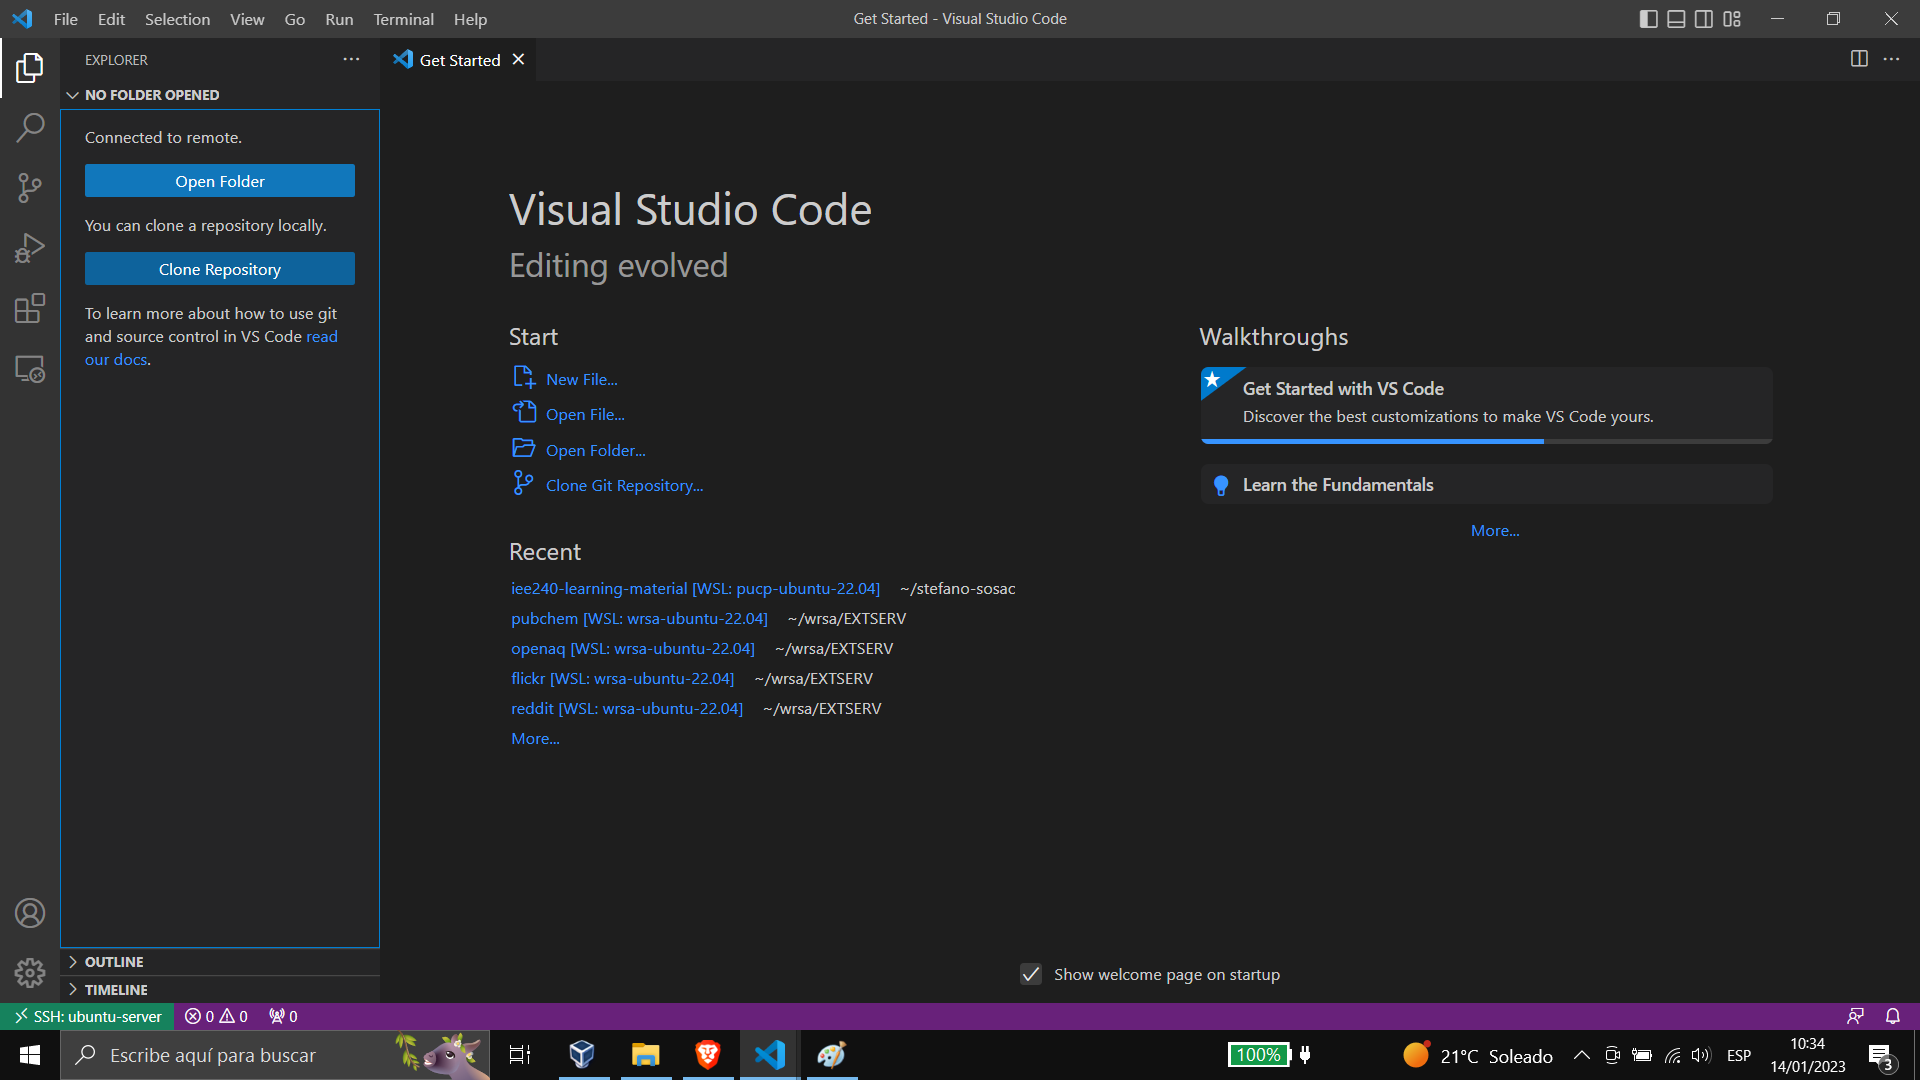 File Edit Selection View Go Run Terminal Help
Get Started - Visual Studio Code
EXPLORER
Get Started
NO FOLDER OPENED
Connected to remote.
Open Folder
You can clone a repository locally.
Clone Repository
To learn more about how to use git
and source control in VS Code read
our docs.
OUTLINE
TIMELINE
Visual Studio Code
Editing evolved
Start
New File...
Open File...
Open Folder...
Clone Git Repository...
Recent
iee240-learning-material [WSL: pucp-ubuntu-22.04] ~/stefano-sosac
pubchem [WSL: wrsa-ubuntu-22.04] ~/wrsa/EXTSERV
openaq [WSL: wrsa-ubuntu-22.04] ~/wrsa/EXTSERV
flickr [WSL: wrsa-ubuntu-22.04] ~/wrsa/EXTSERV
reddit [WSL: wrsa-ubuntu-22.04] ~/wrsa/EXTSERV
More...
Walkthroughs
Get Started with VS Code
Discover the best customizations to make VS Code yours.
Learn the Fundamentals
More...
Show welcome page on startup
SSH: ubuntu-server 0 0 0
Escribe aquí para buscar
100%
21°C Soleado
ESP
10:34
14/01/2023
3